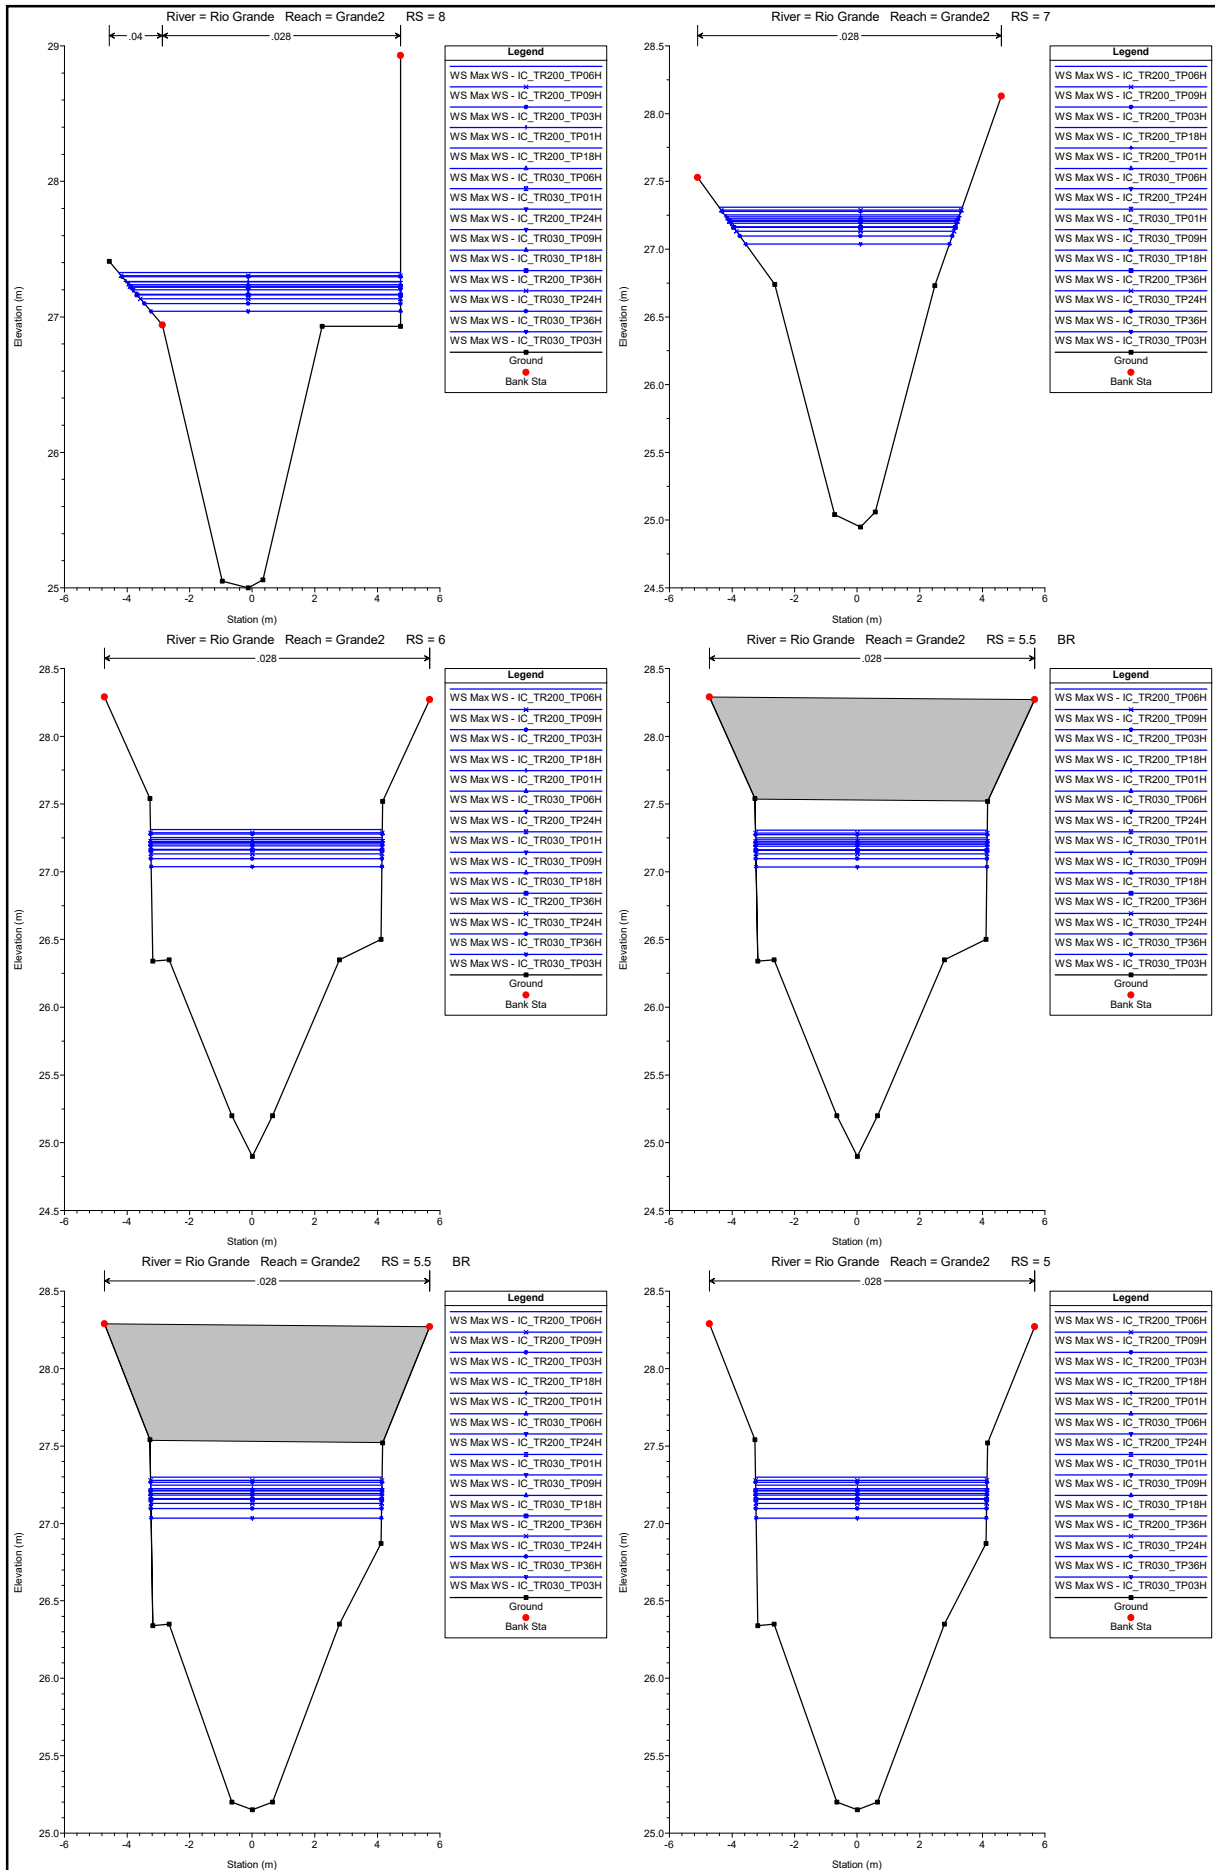 River = Rio Grande Reach = Grande2 RS = 8
.04
.028
29
28
27
26
25
Elevation (m)
-6 -4 -2 0 2 4 6
Station (m)
Legend
WS Max WS - IC_TR200_TP06H
WS Max WS - IC_TR200_TP09H
WS Max WS - IC_TR200_TP03H
WS Max WS - IC_TR200_TP01H
WS Max WS - IC_TR200_TP18H
WS Max WS - IC_TR030_TP06H
WS Max WS - IC_TR030_TP01H
WS Max WS - IC_TR200_TP24H
WS Max WS - IC_TR030_TP09H
WS Max WS - IC_TR030_TP18H
WS Max WS - IC_TR200_TP36H
WS Max WS - IC_TR030_TP24H
WS Max WS - IC_TR030_TP36H
WS Max WS - IC_TR030_TP03H
Ground
Bank Sta
River = Rio Grande Reach = Grande2 RS = 7
.028
28.5
28.0
27.5
27.0
26.5
26.0
25.5
25.0
24.5
Elevation (m)
-6 -4 -2 0 2 4 6
Station (m)
Legend
WS Max WS - IC_TR200_TP06H
WS Max WS - IC_TR200_TP09H
WS Max WS - IC_TR200_TP03H
WS Max WS - IC_TR200_TP18H
WS Max WS - IC_TR200_TP01H
WS Max WS - IC_TR030_TP06H
WS Max WS - IC_TR200_TP24H
WS Max WS - IC_TR030_TP01H
WS Max WS - IC_TR030_TP09H
WS Max WS - IC_TR030_TP18H
WS Max WS - IC_TR200_TP36H
WS Max WS - IC_TR030_TP24H
WS Max WS - IC_TR030_TP36H
WS Max WS - IC_TR030_TP03H
Ground
Bank Sta
River = Rio Grande Reach = Grande2 RS = 6
.028
28.5
28.0
27.5
27.0
26.5
26.0
25.5
25.0
24.5
Elevation (m)
-6 -4 -2 0 2 4 6
Station (m)
Legend
WS Max WS - IC_TR200_TP06H
WS Max WS - IC_TR200_TP09H
WS Max WS - IC_TR200_TP03H
WS Max WS - IC_TR200_TP18H
WS Max WS - IC_TR200_TP01H
WS Max WS - IC_TR030_TP06H
WS Max WS - IC_TR200_TP24H
WS Max WS - IC_TR030_TP01H
WS Max WS - IC_TR030_TP09H
WS Max WS - IC_TR030_TP18H
WS Max WS - IC_TR200_TP36H
WS Max WS - IC_TR030_TP24H
WS Max WS - IC_TR030_TP36H
WS Max WS - IC_TR030_TP03H
Ground
Bank Sta
River = Rio Grande Reach = Grande2 RS = 5.5 BR
.028
28.5
28.0
27.5
27.0
26.5
26.0
25.5
25.0
24.5
Elevation (m)
-6 -4 -2 0 2 4 6
Station (m)
Legend
WS Max WS - IC_TR200_TP06H
WS Max WS - IC_TR200_TP09H
WS Max WS - IC_TR200_TP03H
WS Max WS - IC_TR200_TP18H
WS Max WS - IC_TR200_TP01H
WS Max WS - IC_TR030_TP06H
WS Max WS - IC_TR200_TP24H
WS Max WS - IC_TR030_TP01H
WS Max WS - IC_TR030_TP09H
WS Max WS - IC_TR030_TP18H
WS Max WS - IC_TR200_TP36H
WS Max WS - IC_TR030_TP24H
WS Max WS - IC_TR030_TP36H
WS Max WS - IC_TR030_TP03H
Ground
Bank Sta
River = Rio Grande Reach = Grande2 RS = 5.5 BR
.028
28.5
28.0
27.5
27.0
26.5
26.0
25.5
25.0
Elevation (m)
-6 -4 -2 0 2 4 6
Station (m)
Legend
WS Max WS - IC_TR200_TP06H
WS Max WS - IC_TR200_TP09H
WS Max WS - IC_TR200_TP03H
WS Max WS - IC_TR200_TP18H
WS Max WS - IC_TR200_TP01H
WS Max WS - IC_TR030_TP06H
WS Max WS - IC_TR200_TP24H
WS Max WS - IC_TR030_TP01H
WS Max WS - IC_TR030_TP09H
WS Max WS - IC_TR030_TP18H
WS Max WS - IC_TR200_TP36H
WS Max WS - IC_TR030_TP24H
WS Max WS - IC_TR030_TP36H
WS Max WS - IC_TR030_TP03H
Ground
Bank Sta
River = Rio Grande Reach = Grande2 RS = 5
.028
28.5
28.0
27.5
27.0
26.5
26.0
25.5
25.0
Elevation (m)
-6 -4 -2 0 2 4 6
Station (m)
Legend
WS Max WS - IC_TR200_TP06H
WS Max WS - IC_TR200_TP09H
WS Max WS - IC_TR200_TP03H
WS Max WS - IC_TR200_TP18H
WS Max WS - IC_TR200_TP01H
WS Max WS - IC_TR030_TP06H
WS Max WS - IC_TR200_TP24H
WS Max WS - IC_TR030_TP01H
WS Max WS - IC_TR030_TP09H
WS Max WS - IC_TR030_TP18H
WS Max WS - IC_TR200_TP36H
WS Max WS - IC_TR030_TP24H
WS Max WS - IC_TR030_TP36H
WS Max WS - IC_TR030_TP03H
Ground
Bank Sta